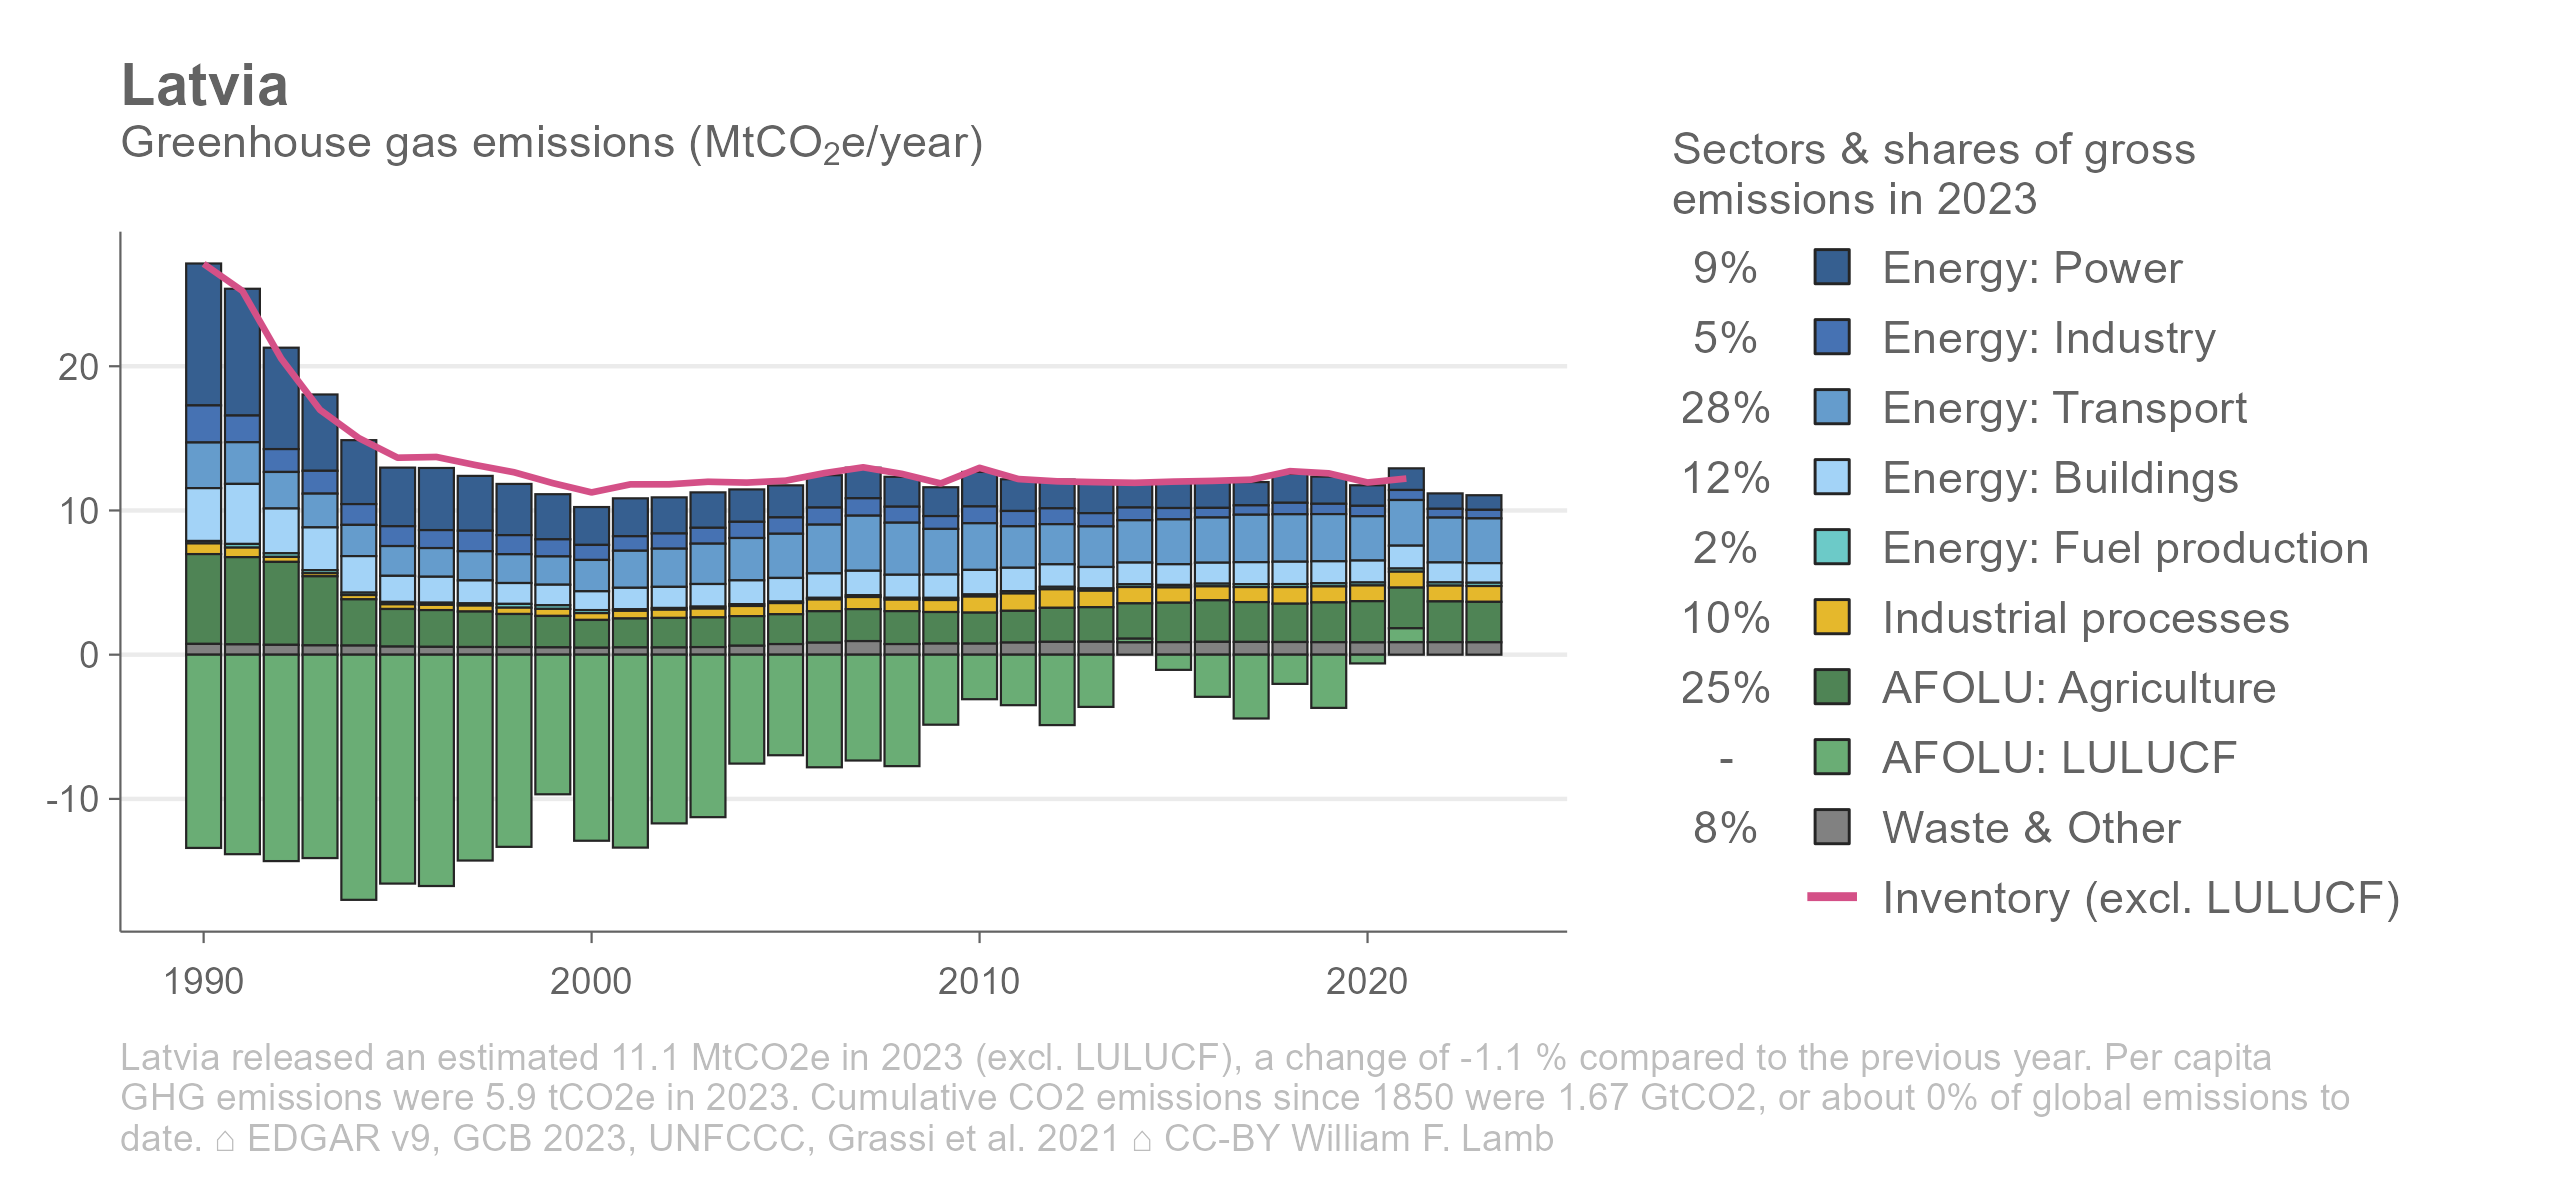 Latvia
Greenhouse gas emissions (MtCO₂e/year)
Sectors & shares of gross
emissions in 2023
9% Energy: Power
5% Energy: Industry
28% Energy: Transport
12% Energy: Buildings
2% Energy: Fuel production
10% Industrial processes
25% AFOLU: Agriculture
- AFOLU: LULUCF
8% Waste & Other
Inventory (excl. LULUCF)
20
10
0
-10
1990 2000 2010 2020
Latvia released an estimated 11.1 MtCO2e in 2023 (excl. LULUCF), a change of -1.1 % compared to the previous year. Per capita
GHG emissions were 5.9 tCO2e in 2023. Cumulative CO2 emissions since 1850 were 1.67 GtCO2, or about 0% of global emissions to
date. ⌂ EDGAR v9, GCB 2023, UNFCCC, Grassi et al. 2021 ⌂ CC-BY William F. Lamb